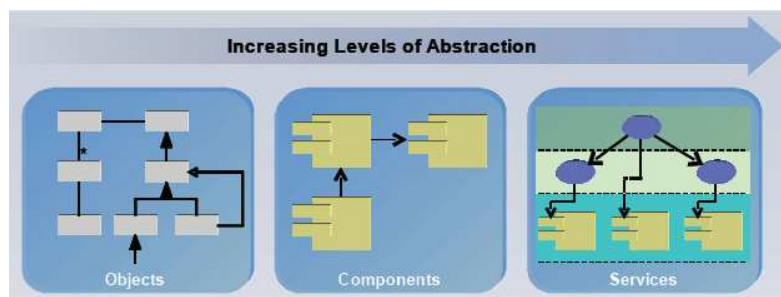 Increasing Levels of Abstraction
*
Objects
Components
Services